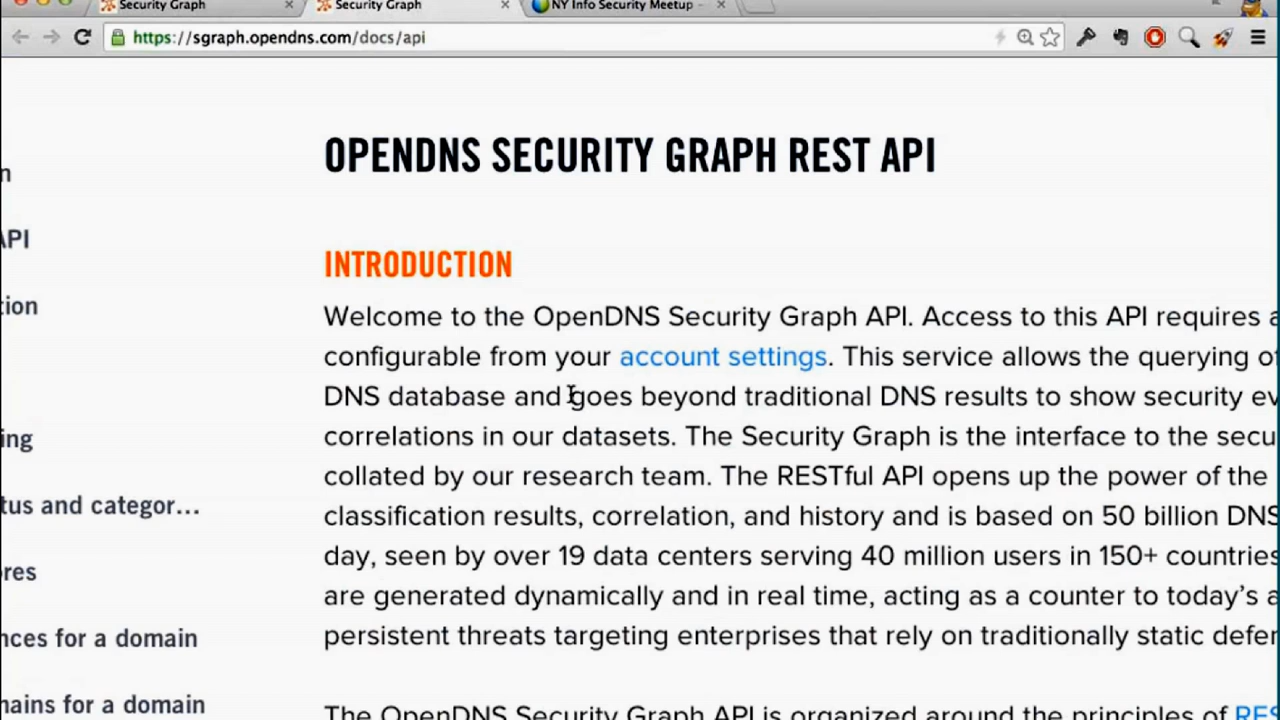 Security Graph
Security Graph
NY Info Security Meetup -
https://sgraph.opendns.com/docs/api
OPENDNS SECURITY GRAPH REST API
API
INTRODUCTION
tion
Welcome to the OpenDNS Security Graph API. Access to this API requires a
configurable from your account settings. This service allows the querying of
DNS database and goes beyond traditional DNS results to show security ev
correlations in our datasets. The Security Graph is the interface to the secu
ing
collated by our research team. The RESTful API opens up the power of the
tus and categor...
classification results, correlation, and history and is based on 50 billion DNS
day, seen by over 19 data centers serving 40 million users in 150+ countries
ores
are generated dynamically and in real time, acting as a counter to today's a
persistent threats targeting enterprises that rely on traditionally static defen
nces for a domain
mains for a domain
The OpenDNS Security Graph API is organized around the principles of RES